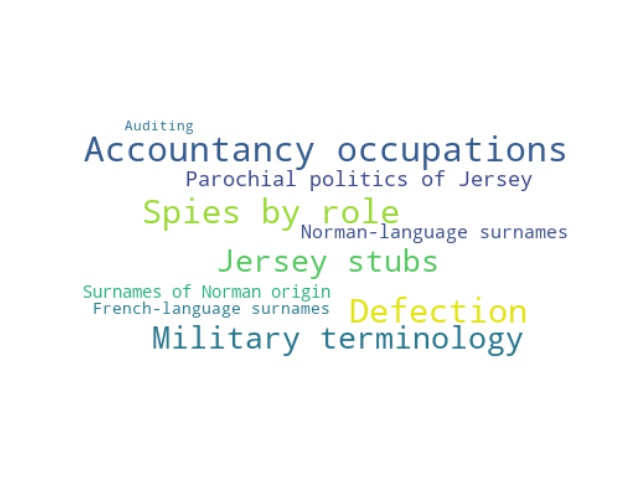 Auditing
Accountancy occupations
Parochial politics of Jersey
Spies by role
Norman-language surnames
Jersey stubs
Surnames of Norman origin
French-language surnames
Defection
Military terminology